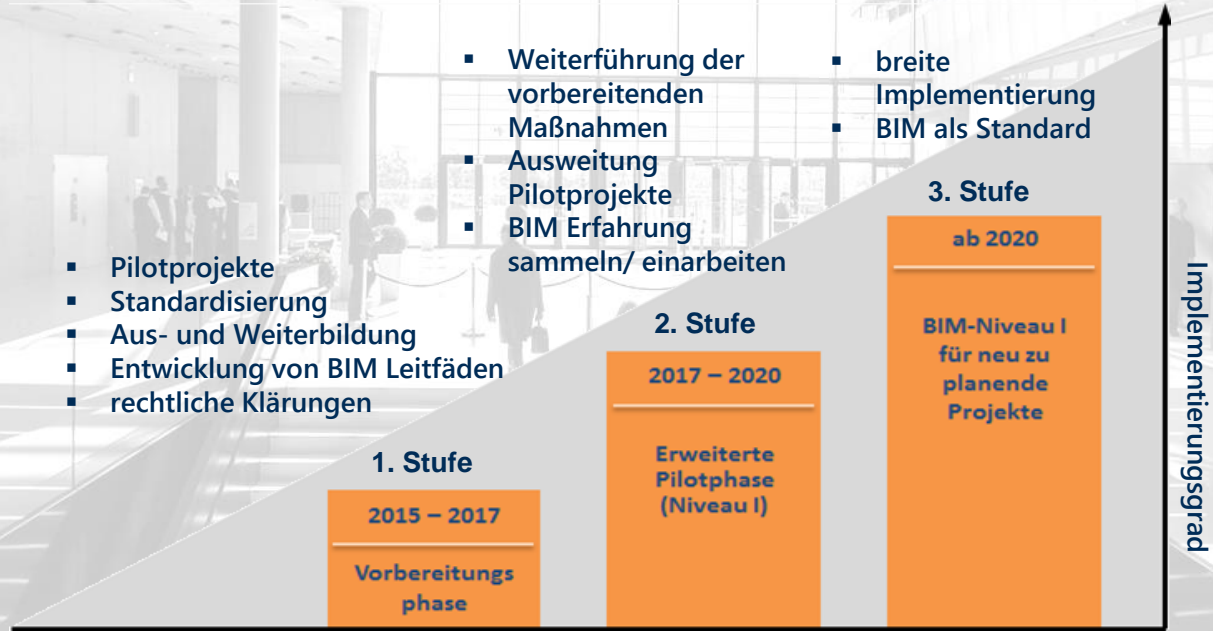 ▪ Pilotprojekte
▪ Standardisierung
▪ Aus- und Weiterbildung
▪ Entwicklung von BIM Leitfäden
▪ rechtliche Klärungen
1. Stufe
2015 – 2017
Vorbereitungs
phase
▪ Weiterführung der
vorbereitenden
Maßnahmen
▪ Ausweitung
Pilotprojekte
▪ BIM Erfahrung
sammeln/ einarbeiten
2. Stufe
2017 – 2020
Erweiterte
Pilotphase
(Niveau I)
▪ breite
Implementierung
▪ BIM als Standard
3. Stufe
ab 2020
BIM-Niveau I
für neu zu
planende
Projekte
Implementierungsgrad